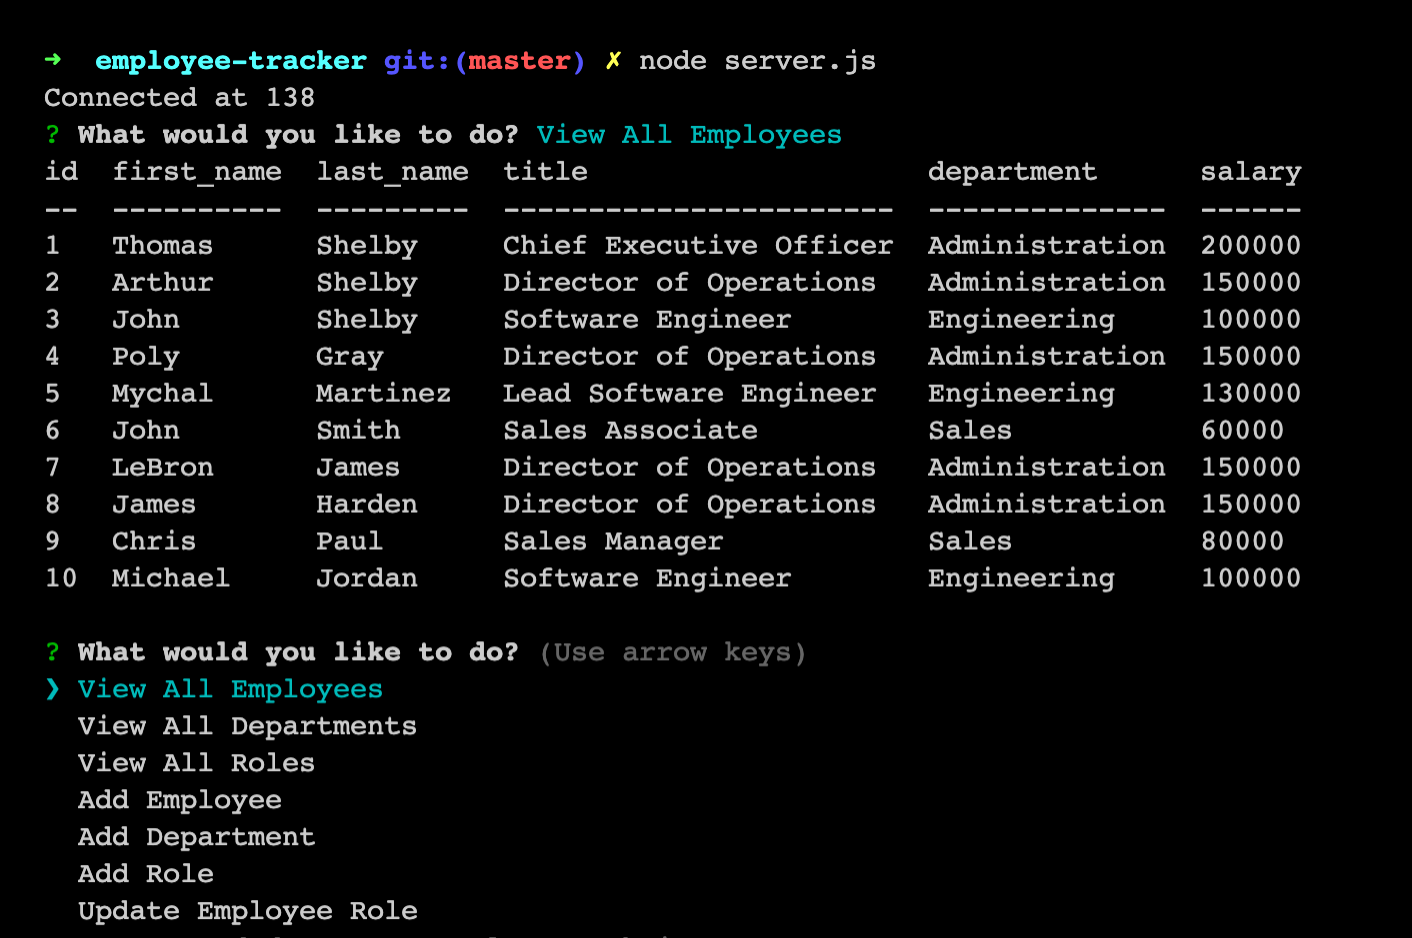 ➜  employee-tracker git:(master) ✗ node server.js
Connected at 138
? What would you like to do? View All Employees
id  first_name  last_name  title                    department      salary
--  ----------  ---------  -----------------------  --------------  ------
1   Thomas      Shelby     Chief Executive Officer  Administration  200000
2   Arthur      Shelby     Director of Operations   Administration  150000
3   John        Shelby     Software Engineer        Engineering     100000
4   Poly        Gray       Director of Operations   Administration  150000
5   Mychal      Martinez   Lead Software Engineer   Engineering     130000
6   John        Smith      Sales Associate          Sales           60000
7   LeBron      James      Director of Operations   Administration  150000
8   James       Harden     Director of Operations   Administration  150000
9   Chris       Paul       Sales Manager            Sales           80000
10  Michael     Jordan     Software Engineer        Engineering     100000
? What would you like to do? (Use arrow keys)
❯ View All Employees
  View All Departments
  View All Roles
  Add Employee
  Add Department
  Add Role
  Update Employee Role